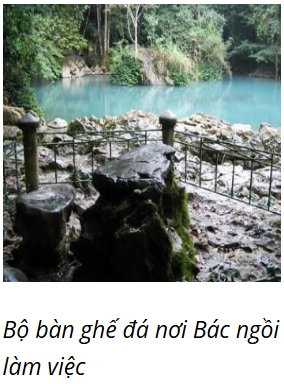 Bộ bàn ghế đá nơi Bác ngồi
làm việc